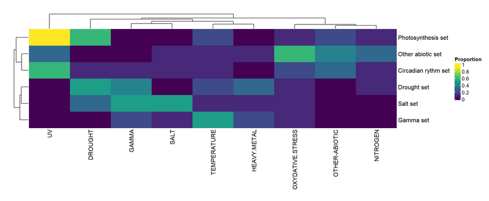 Photosynthesis set
Other abiotic set
Circadian rythm set
Drought set
Salt set
Gamma set
Proportion
1
0.8
0.6
0.4
0.2
0
UV
DROUGHT
GAMMA
SALT
TEMPERATURE
HEAVY.METAL
OXYDATIVE.STRESS
OTHER-ABIOTIC
NITROGEN